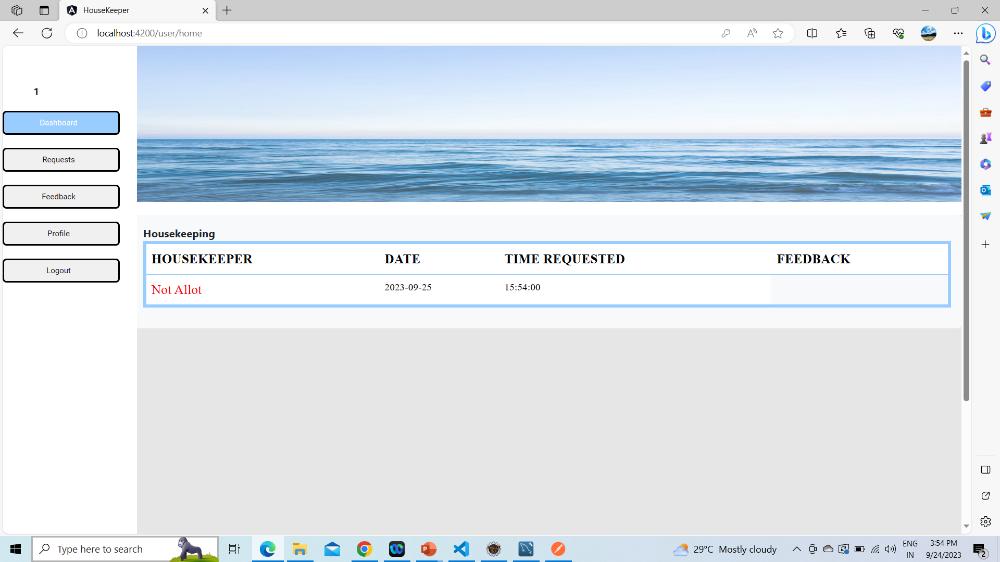 HouseKeeper
localhost:4200/user/home
1
Dashboard
Requests
Feedback
Profile
Logout
Housekeeping
HOUSEKEEPER DATE TIME REQUESTED FEEDBACK
Not Allot 2023-09-25 15:54:00
Type here to search
29°C Mostly cloudy
ENG
IN
3:54 PM
9/24/2023
2